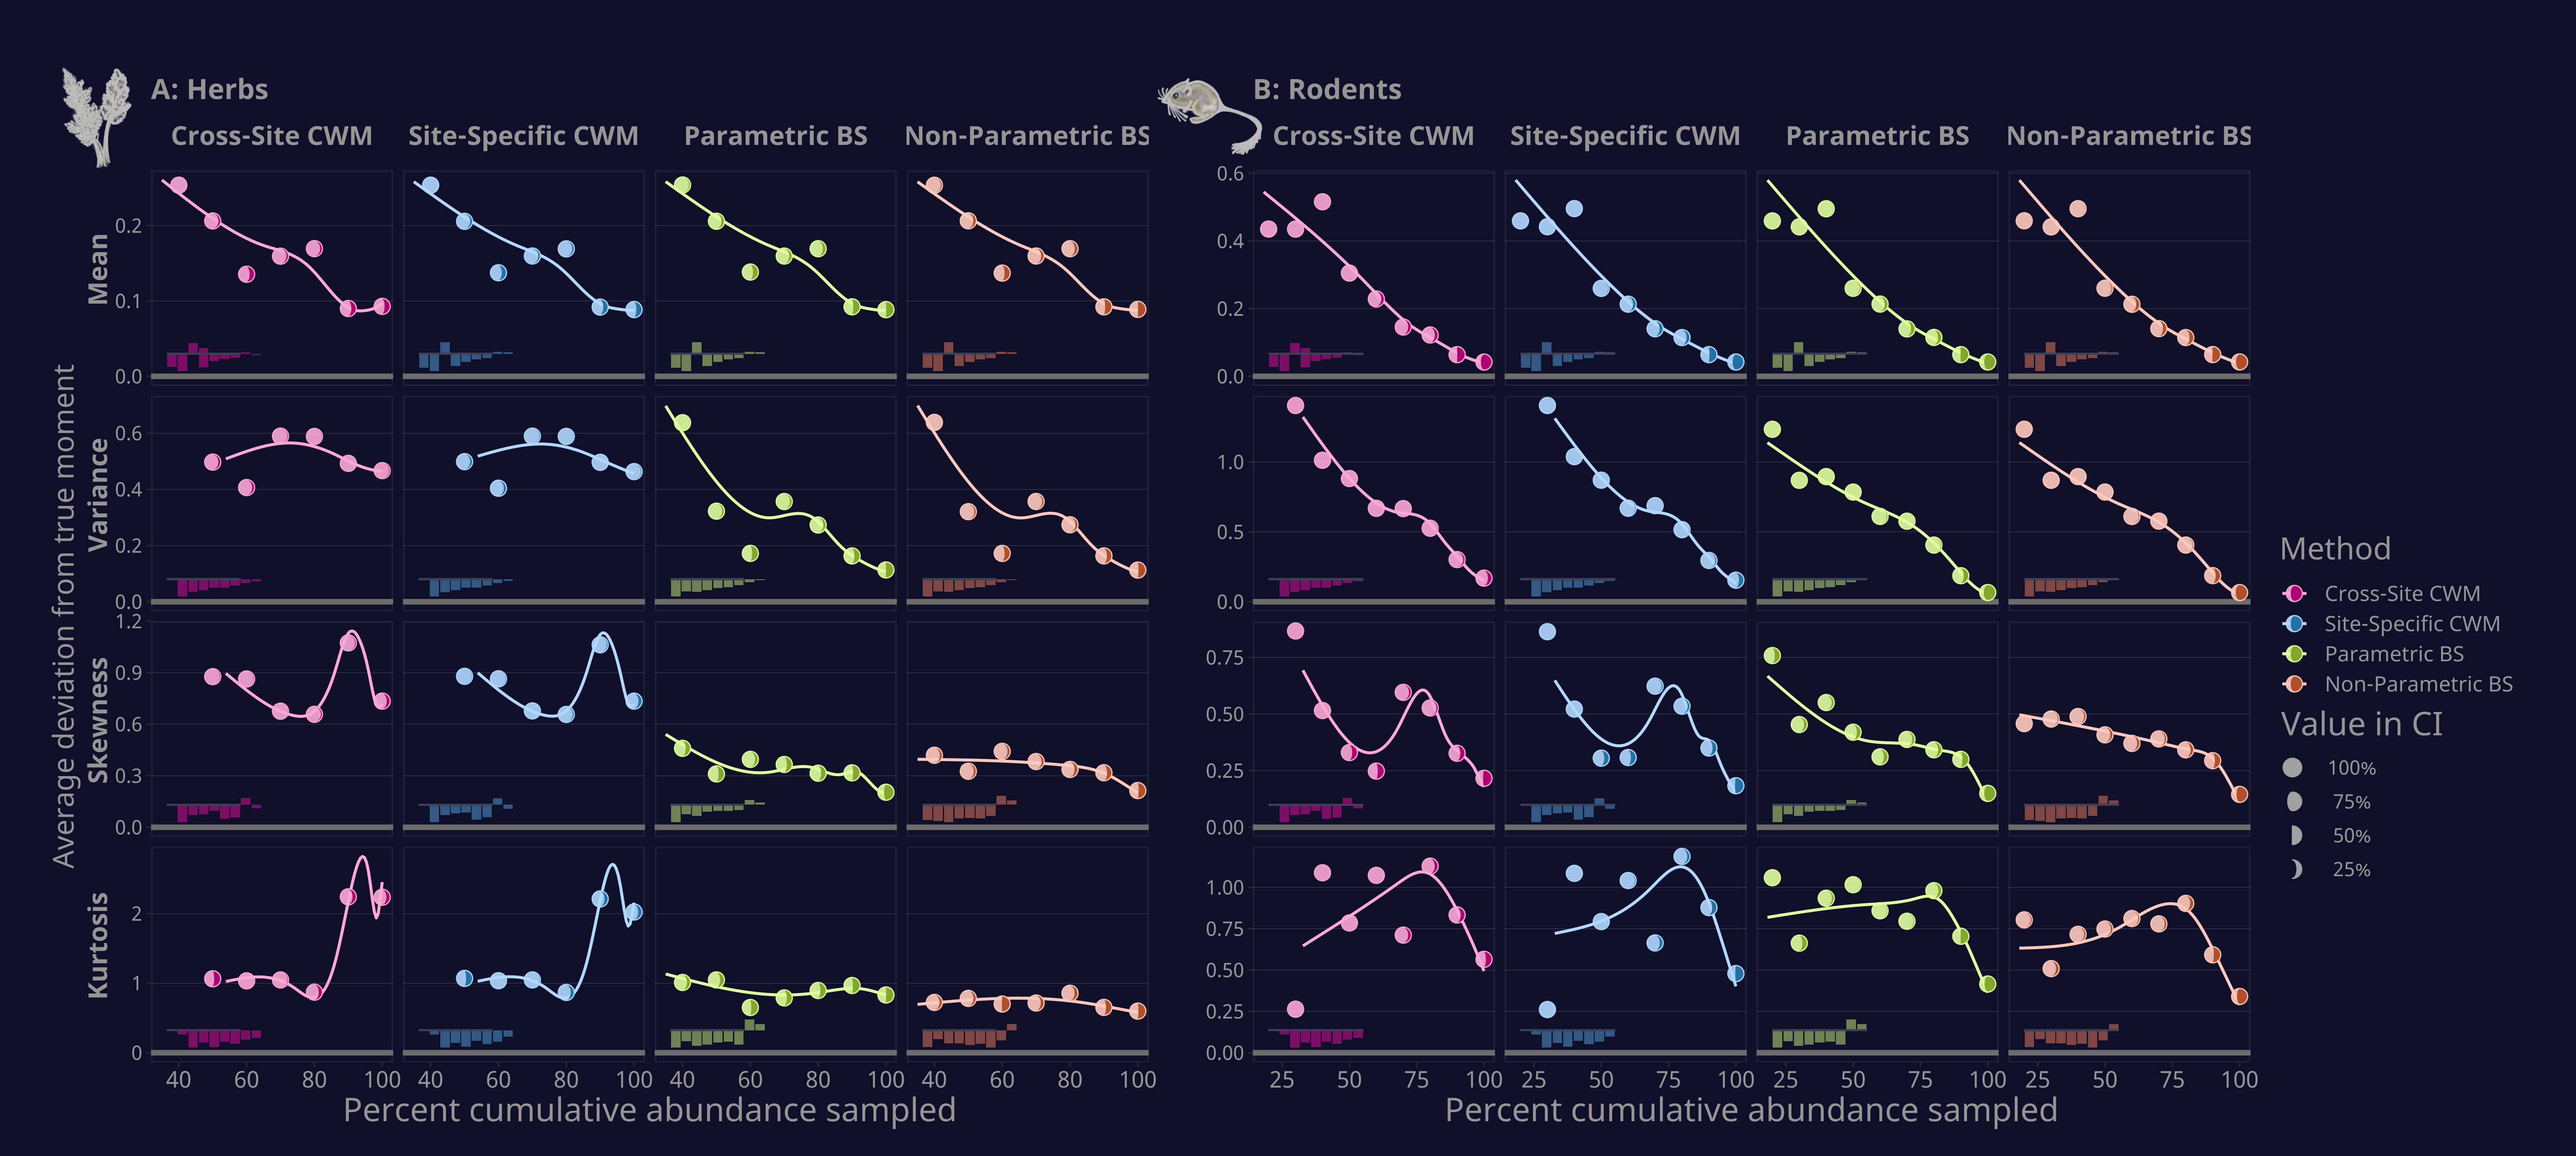 A: Herbs
B: Rodents
Cross-Site CWM Site-Specific CWM Parametric BS Non-Parametric BS
Cross-Site CWM Site-Specific CWM Parametric BS Non-Parametric BS
Average deviation from true moment
Mean
0.2
0.1
0.0
Variance
0.6
0.4
0.2
0.0
Skewness
1.2
0.9
0.6
0.3
0.0
Kurtosis
2
1
0
40 60 80 100 40 60 80 100 40 60 80 100 40 60 80 100
Percent cumulative abundance sampled
0.6
0.4
0.2
0.0
1.0
0.5
0.0
0.75
0.50
0.25
0.00
1.00
0.75
0.50
0.25
0.00
25 50 75 100 25 50 75 100 25 50 75 100 25 50 75 100
Percent cumulative abundance sampled
Method
Cross-Site CWM
Site-Specific CWM
Parametric BS
Non-Parametric BS
Value in CI
100%
75%
50%
25%